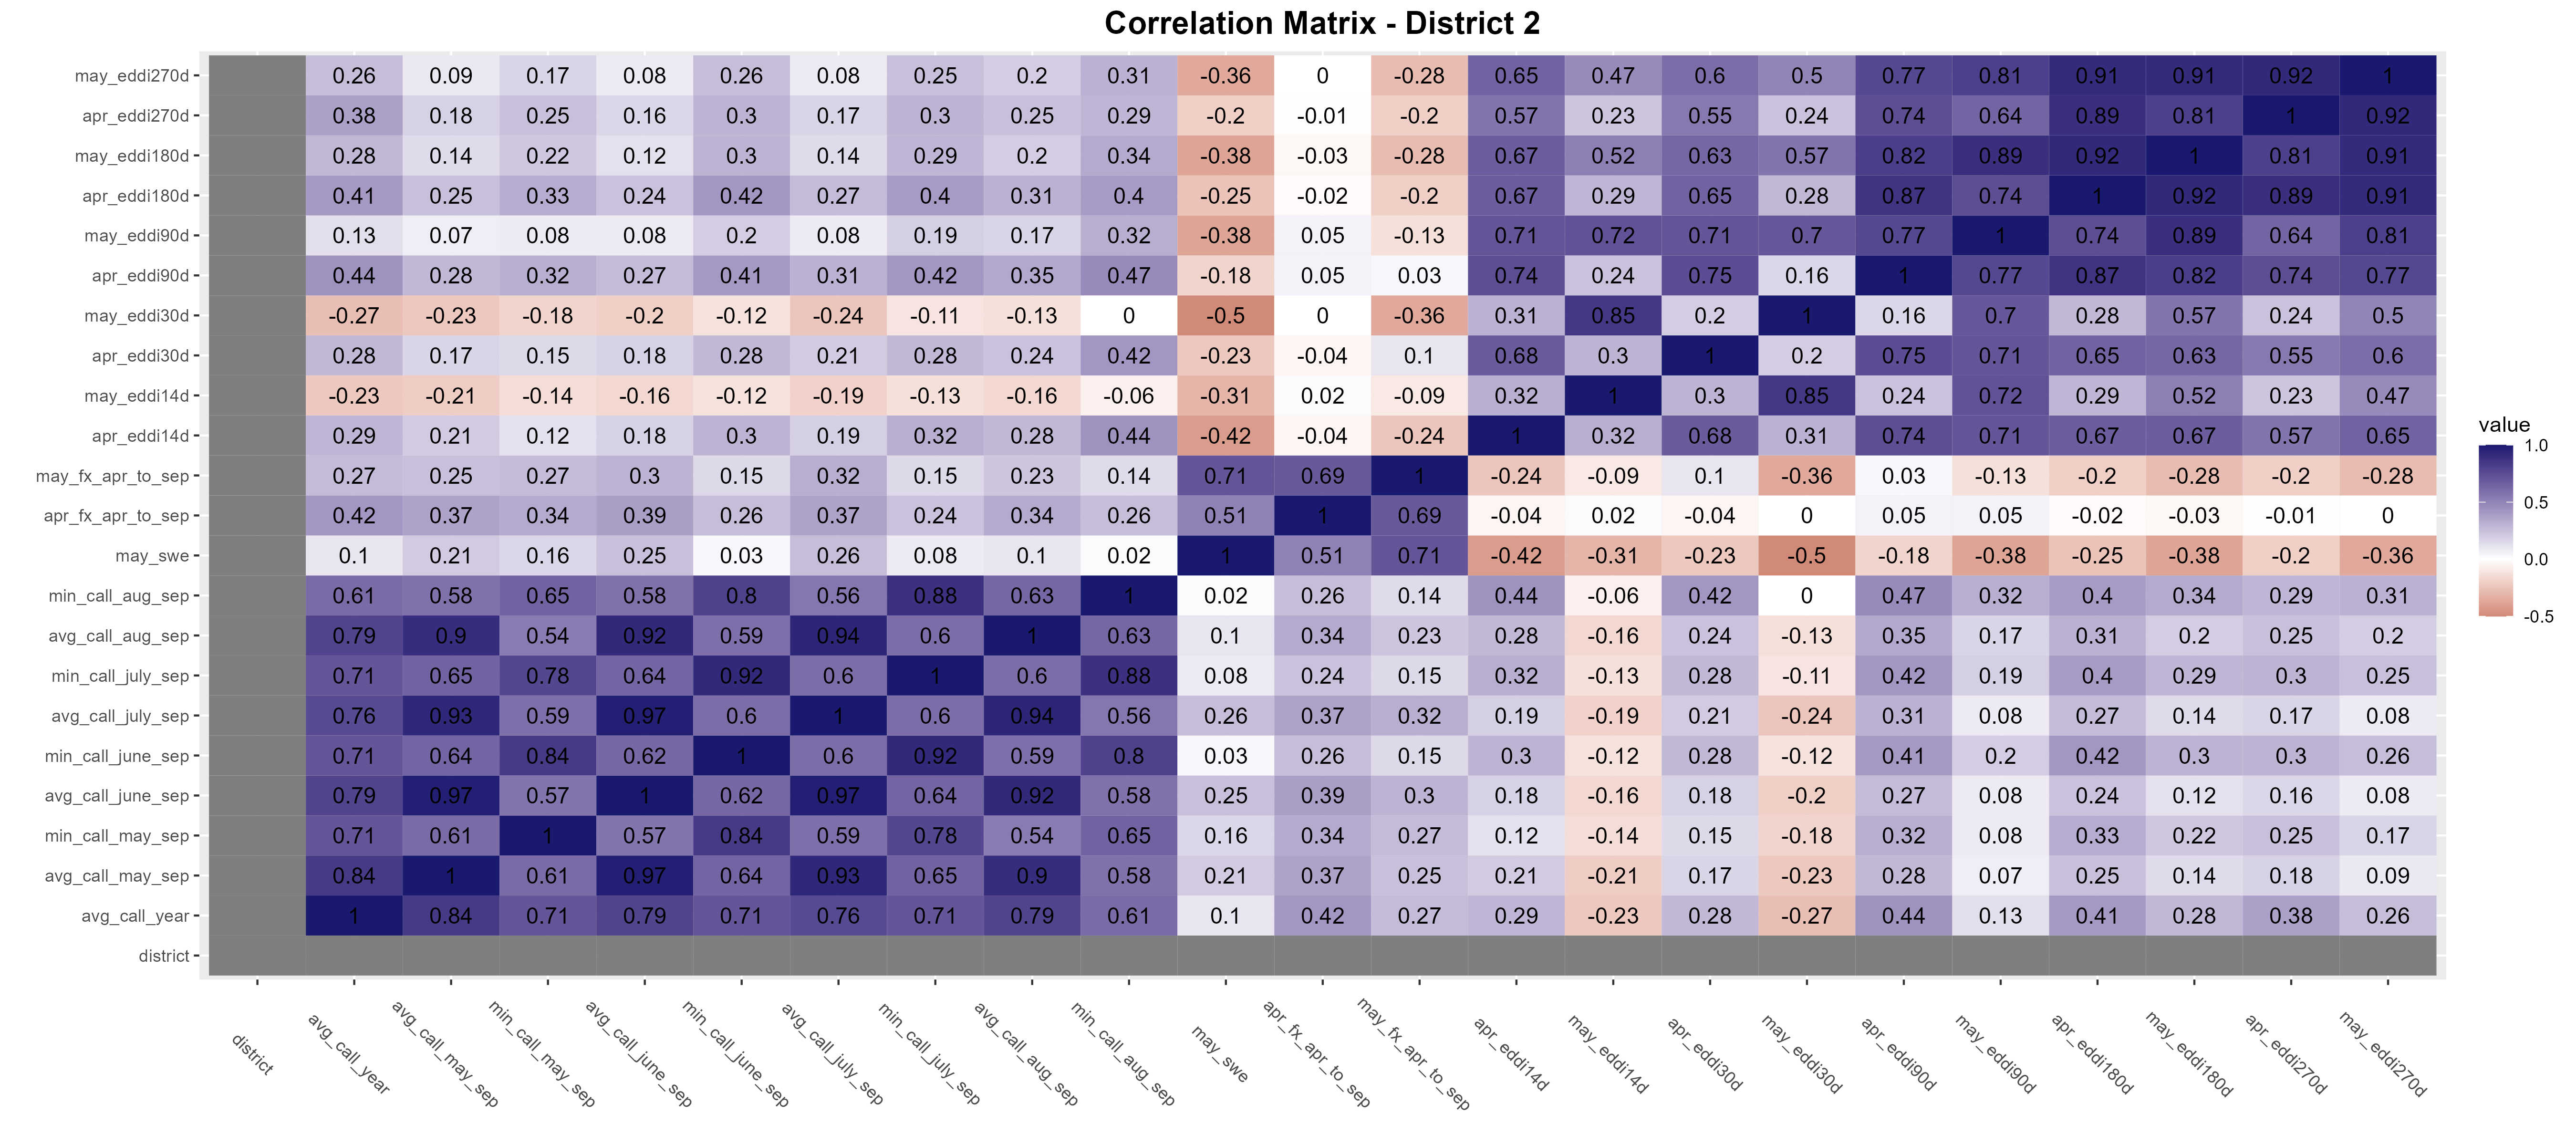 Correlation Matrix - District 2
may_eddi270d 0.26 0.09 0.17 0.08 0.26 0.08 0.25 0.2 0.31 -0.36 0 -0.28 0.65 0.47 0.6 0.5 0.77 0.81 0.91 0.91 0.92 1
apr_eddi270d 0.38 0.18 0.25 0.16 0.3 0.17 0.3 0.25 0.29 -0.2 -0.01 -0.2 0.57 0.23 0.55 0.24 0.74 0.64 0.89 0.81 1 0.92
may_eddi180d 0.28 0.14 0.22 0.12 0.3 0.14 0.29 0.2 0.34 -0.38 -0.03 -0.28 0.67 0.52 0.63 0.57 0.82 0.89 0.92 1 0.81 0.91
apr_eddi180d 0.41 0.25 0.33 0.24 0.42 0.27 0.4 0.31 0.4 -0.25 -0.02 -0.2 0.67 0.29 0.65 0.28 0.87 0.74 1 0.92 0.89 0.91
may_eddi90d 0.13 0.07 0.08 0.08 0.2 0.08 0.19 0.17 0.32 -0.38 0.05 -0.13 0.71 0.72 0.71 0.7 0.77 1 0.74 0.89 0.64 0.81
apr_eddi90d 0.44 0.28 0.32 0.27 0.41 0.31 0.42 0.35 0.47 -0.18 0.05 0.03 0.74 0.24 0.75 0.16 1 0.77 0.87 0.82 0.74 0.77
may_eddi30d -0.27 -0.23 -0.18 -0.2 -0.12 -0.24 -0.11 -0.13 0 -0.5 0 -0.36 0.31 0.85 0.2 1 0.16 0.7 0.28 0.57 0.24 0.5
apr_eddi30d 0.28 0.17 0.15 0.18 0.28 0.21 0.28 0.24 0.42 -0.23 -0.04 0.1 0.68 0.3 1 0.2 0.75 0.71 0.65 0.63 0.55 0.6
may_eddi14d -0.23 -0.21 -0.14 -0.16 -0.12 -0.19 -0.13 -0.16 -0.06 -0.31 0.02 -0.09 0.32 1 0.3 0.85 0.24 0.72 0.29 0.52 0.23 0.47
apr_eddi14d 0.29 0.21 0.12 0.18 0.3 0.19 0.32 0.28 0.44 -0.42 -0.04 -0.24 1 0.32 0.68 0.31 0.74 0.71 0.67 0.67 0.57 0.65
may_fx_apr_to_sep 0.27 0.25 0.27 0.3 0.15 0.32 0.15 0.23 0.14 0.71 0.69 1 -0.24 -0.09 0.1 -0.36 0.03 -0.13 -0.2 -0.28 -0.2 -0.28
apr_fx_apr_to_sep 0.42 0.37 0.34 0.39 0.26 0.37 0.24 0.34 0.26 0.51 1 0.69 -0.04 0.02 -0.04 0 0.05 0.05 -0.02 -0.03 -0.01 0
may_swe 0.1 0.21 0.16 0.25 0.03 0.26 0.08 0.1 0.02 1 0.51 0.71 -0.42 -0.31 -0.23 -0.5 -0.18 -0.38 -0.25 -0.38 -0.2 -0.36
min_call_aug_sep 0.61 0.58 0.65 0.58 0.8 0.56 0.88 0.63 1 0.02 0.26 0.14 0.44 -0.06 0.42 0 0.47 0.32 0.4 0.34 0.29 0.31
avg_call_aug_sep 0.79 0.9 0.54 0.92 0.59 0.94 0.6 1 0.63 0.1 0.34 0.23 0.28 -0.16 0.24 -0.13 0.35 0.17 0.31 0.2 0.25 0.2
min_call_july_sep 0.71 0.65 0.78 0.64 0.92 0.6 1 0.6 0.88 0.08 0.24 0.15 0.32 -0.13 0.28 -0.11 0.42 0.19 0.4 0.29 0.3 0.25
avg_call_july_sep 0.76 0.93 0.59 0.97 0.6 1 0.6 0.94 0.56 0.26 0.37 0.32 0.19 -0.19 0.21 -0.24 0.31 0.08 0.27 0.14 0.17 0.08
min_call_june_sep 0.71 0.64 0.84 0.62 1 0.6 0.92 0.59 0.8 0.03 0.26 0.15 0.3 -0.12 0.28 -0.12 0.41 0.2 0.42 0.3 0.3 0.26
avg_call_june_sep 0.79 0.97 0.57 1 0.62 0.97 0.64 0.92 0.58 0.25 0.39 0.3 0.18 -0.16 0.18 -0.2 0.27 0.08 0.24 0.12 0.16 0.08
min_call_may_sep 0.71 0.61 1 0.57 0.84 0.59 0.78 0.54 0.65 0.16 0.34 0.27 0.12 -0.14 0.15 -0.18 0.32 0.08 0.33 0.22 0.25 0.17
avg_call_may_sep 0.84 1 0.61 0.97 0.64 0.93 0.65 0.9 0.58 0.21 0.37 0.25 0.21 -0.21 0.17 -0.23 0.28 0.07 0.25 0.14 0.18 0.09
avg_call_year 1 0.84 0.71 0.79 0.71 0.76 0.71 0.79 0.61 0.1 0.42 0.27 0.29 -0.23 0.28 -0.27 0.44 0.13 0.41 0.28 0.38 0.26
district
district avg_call_year avg_call_may_sep min_call_may_sep avg_call_june_sep min_call_june_sep avg_call_july_sep min_call_july_sep avg_call_aug_sep min_call_aug_sep may_swe apr_fx_apr_to_sep may_fx_apr_to_sep apr_eddi14d may_eddi14d apr_eddi30d may_eddi30d apr_eddi90d may_eddi90d apr_eddi180d may_eddi180d apr_eddi270d may_eddi270d
value
1.0
0.5
0.0
-0.5